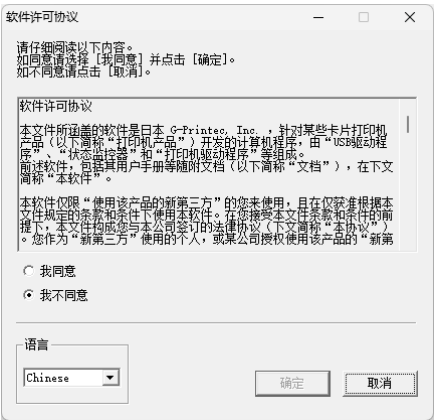 软件许可协议
请仔细阅读以下内容。
如同意请选择 [我同意] 并点击 [确定]。
如不同意请点击 [取消]。
软件许可协议
本文件所涵盖的软件是日本 G-Printec, Inc. ，针对某些卡片打印机
产品（以下简称“打印机产品”）开发的计算机程序，由“USB驱动程
序”、“状态监控器”和“打印机驱动程序”等组成。
前述软件，包括其用户手册等随附文档（以下简称“文档”），在下文
简称“本软件”。
本软件仅限“使用该产品的新第三方”的您来使用，且在仅获准根据本
文件规定的条款和条件下使用本软件。在您接受本文件条款和条件的前
提下，本文件构成您与本公司签订的法律协议（下文简称“本协议”）
。您作为“新第三方”使用的个人，或某公司授权使用该产品的“新第
我同意
我不同意
语言
Chinese
确定
取消